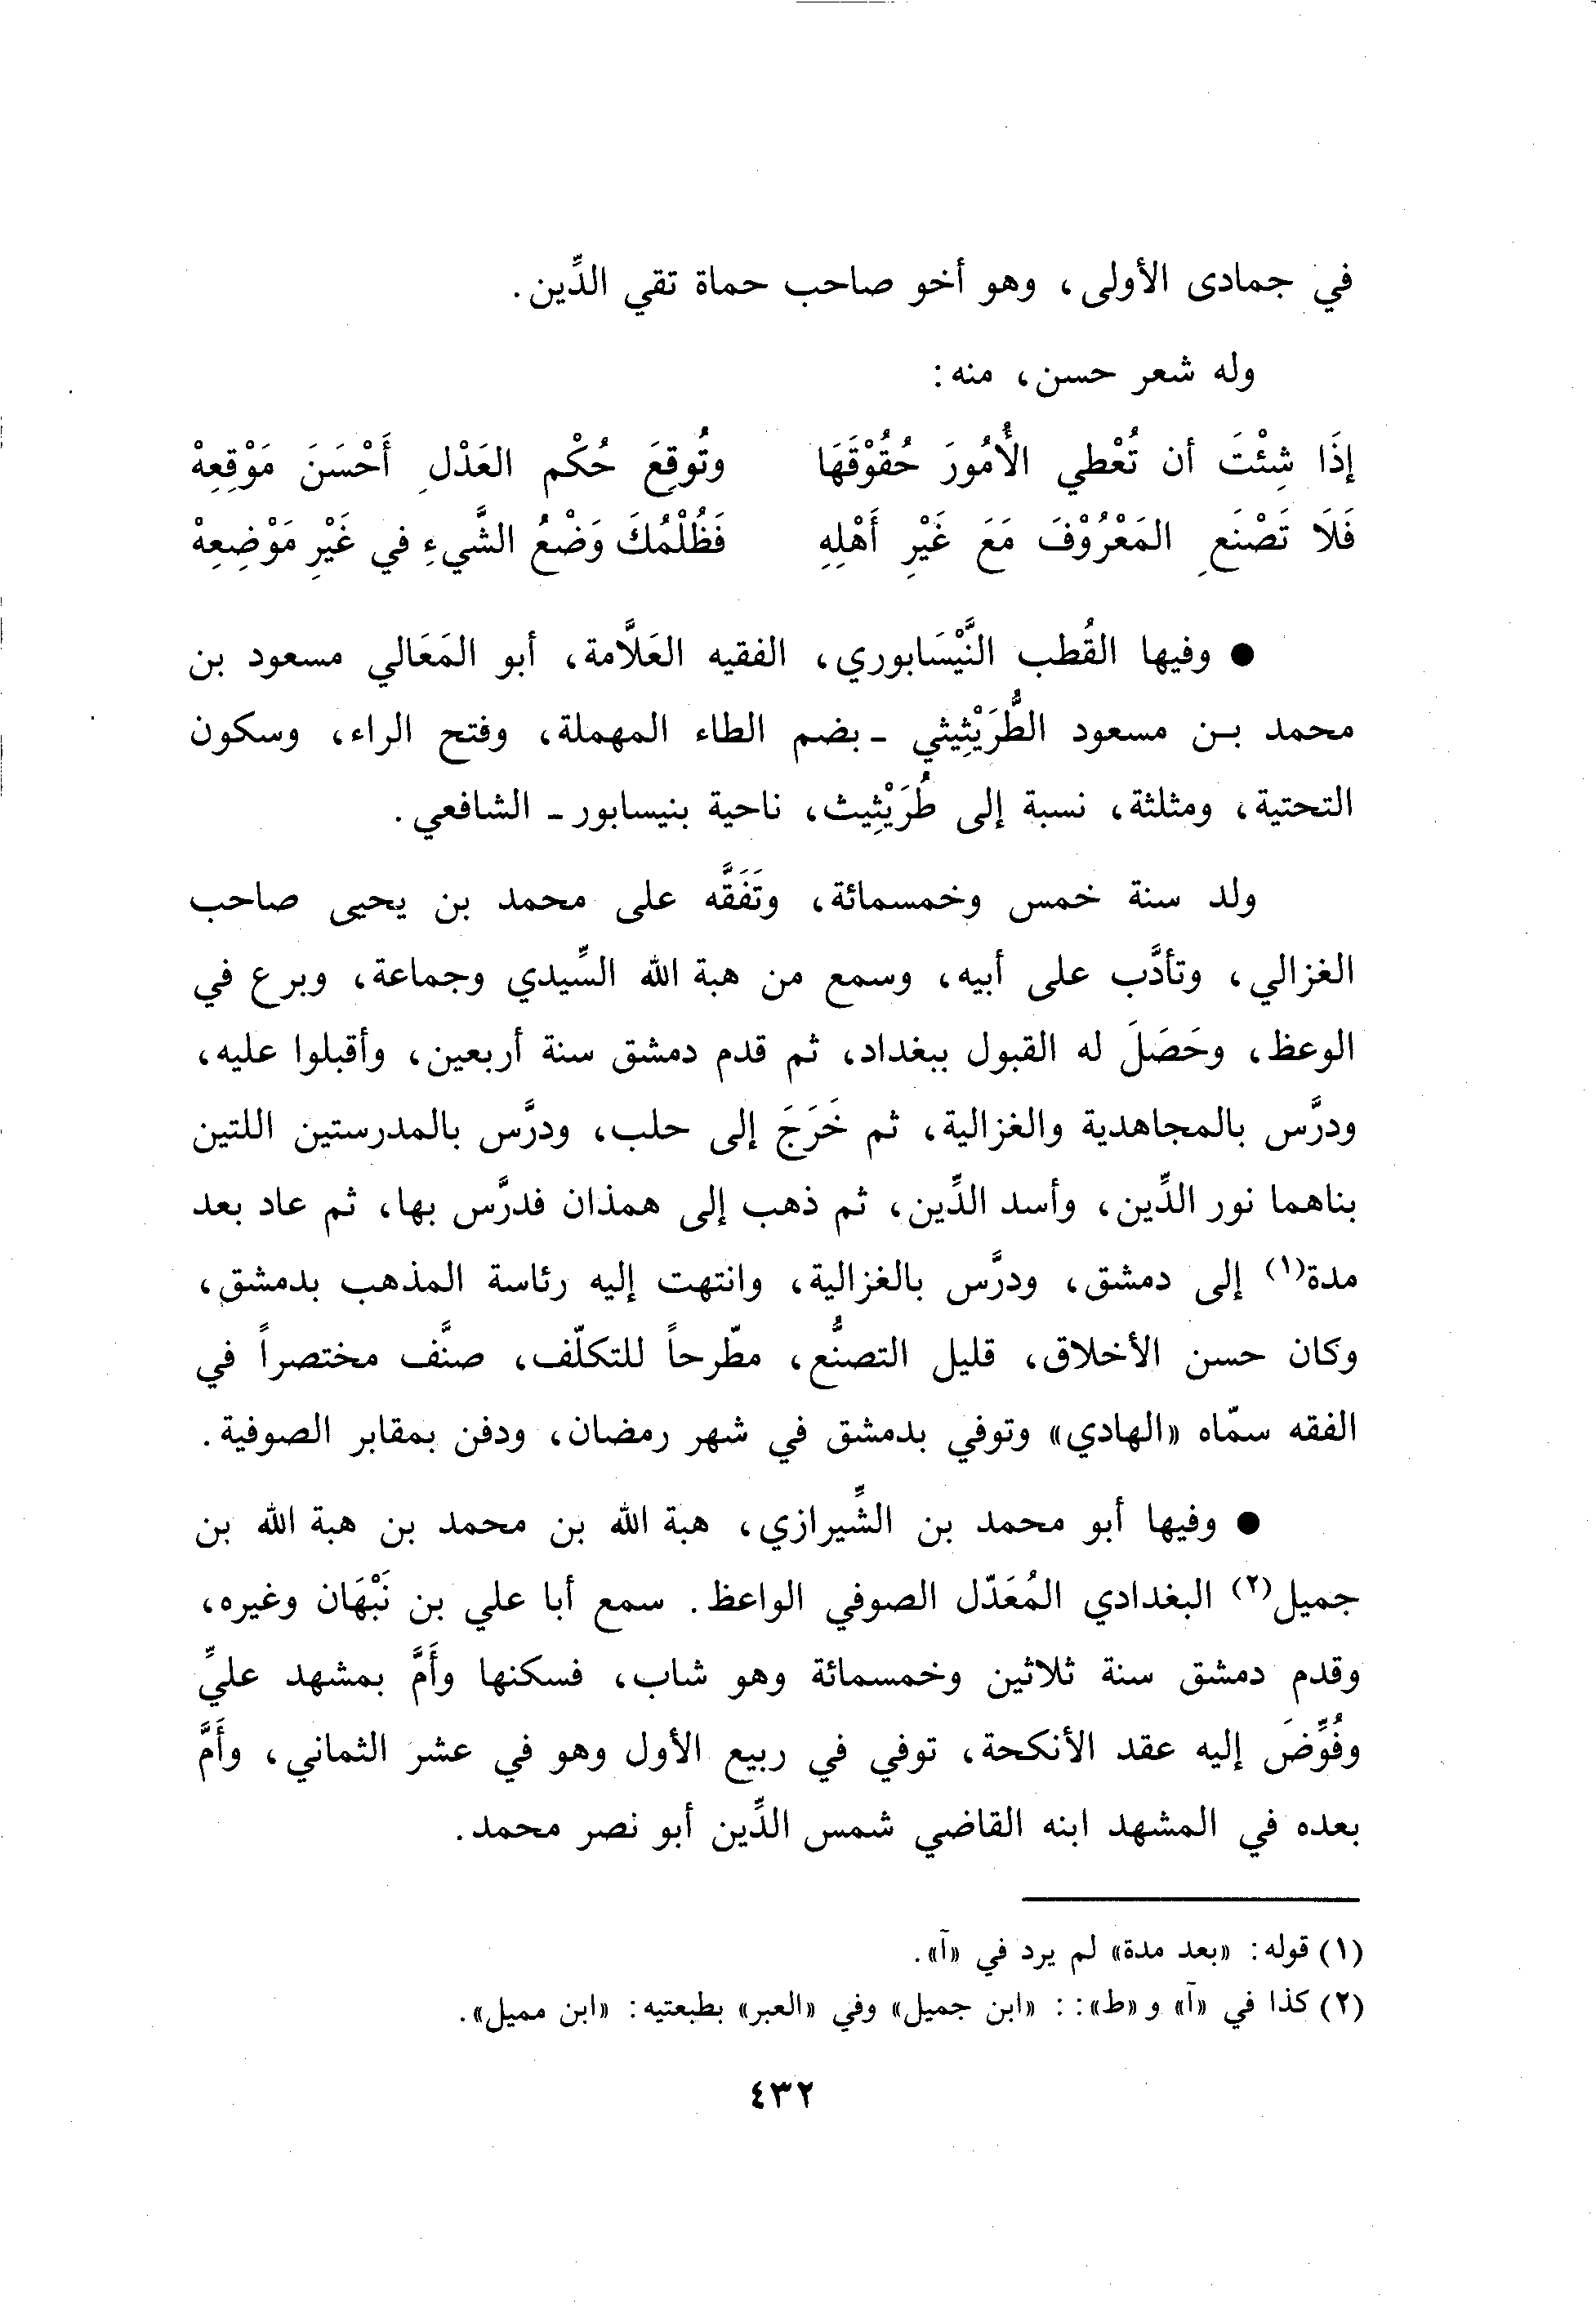 في جمادى الأولى، وهو أخو صاحب حماة تقي الدِّين.
وله شعر حسن، منه:
إذَا شِئْتَ أن تُعْطي الأُمُورَ حُقُوْقَهَا وتُوقِعَ حُكْم العَدْلِ أَحْسَنَ مَوْقِعِهْ
فَلَا تَصْنَعِ المَعْرُوْفَ مَعَ غَيْرِ أَهْلِهِ فَظُلْمُكَ وَضْعُ الشَّيءِ في غَيْرِ مَوْضِعِهْ
● وفيها القُطب النَّيْسَابوري، الفقيه العَلاَّمة، أبو المَعَالي مسعود بن
محمد بـن مسعود الطُّرَيْثِيثي ـ بضم الطاء المهملة، وفتح الراء، وسكون
التحتية، ومثلثة، نسبة إلى طُرَيْثِيث، ناحية بنيسابور ـ الشافعي.
ولد سنة خمس وخمسمائة، وتَفَقَّه على محمد بن يحيى صاحب
الغزالي، وتأدَّب على أبيه، وسمع من هبة الله السِّيدي وجماعة، وبرع في
الوعظ، وحَصَلَ له القبول ببغداد، ثم قدم دمشق سنة أربعين، وأقبلوا عليه،
ودرَّس بالمجاهدية والغزالية، ثم خَرَجَ إلى حلب، ودرَّس بالمدرستين اللتين
بناهما نور الدِّين، وأسد الدِّين، ثم ذهب إلى همذان فدرَّس بها، ثم عاد بعد
مدة(١) إلى دمشق، ودرَّس بالغزالية، وانتهت إليه رئاسة المذهب بدمشق،
وكان حسن الأخلاق، قليل التصنُّع، مطّرحاً للتكلّف، صنَّف مختصراً في
الفقه سمّاه «الهادي» وتوفي بدمشق في شهر رمضان، ودفن بمقابر الصوفية.
● وفيها أبو محمد بن الشِّيرازي، هبة الله بن محمد بن هبة الله بن
جميل(٢) البغدادي المُعَدّل الصوفي الواعظ. سمع أبا علي بن نَبْهَان وغيره،
وقدم دمشق سنة ثلاثين وخمسمائة وهو شاب، فسكنها وأَمَّ بمشهد عليٍّ
وفُوِّضَ إليه عقد الأنكحة، توفي في ربيع الأول وهو في عشر الثماني، وأَمَّ
بعده في المشهد ابنه القاضي شمس الدِّين أبو نصر محمد.
(١) قوله: «بعد مدة» لم يرد في «آ».
(٢) كذا في «آ» و «ط»: : «ابن جميل» وفي «العبر» بطبعتيه: «ابن مميل».
٤٣٢